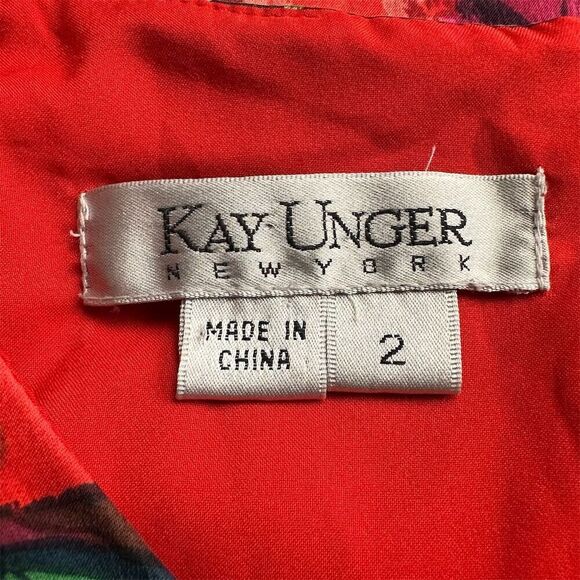 KAY UNGER
NEW YORK
MADE IN
CHINA
2